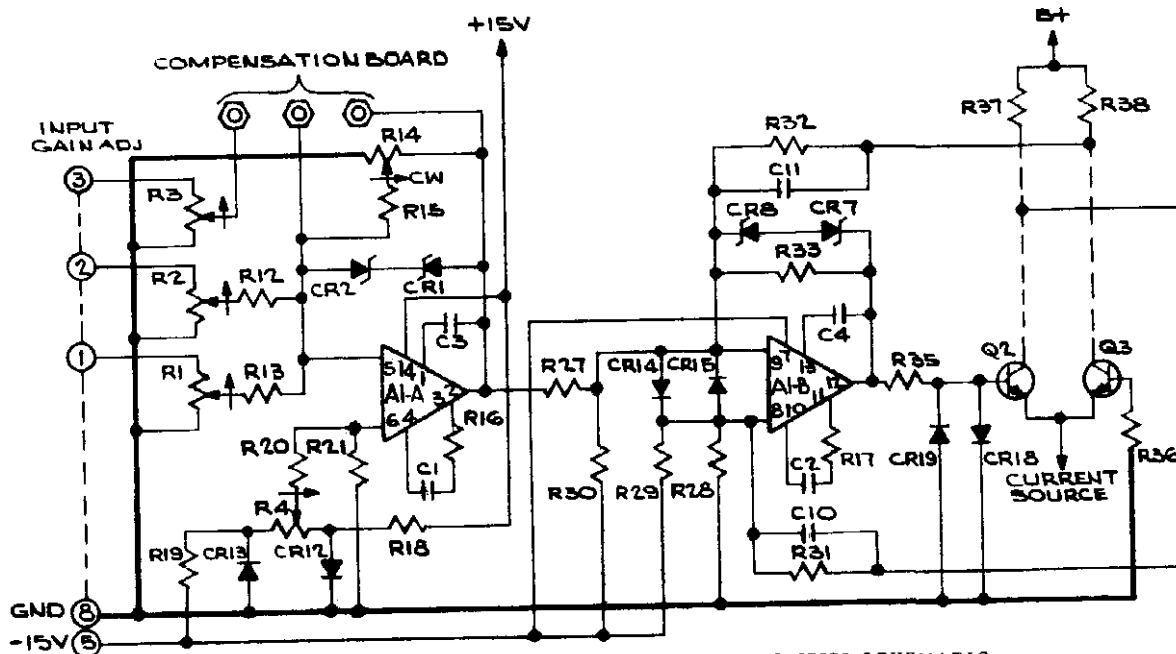 +15V
B+
COMPENSATION BOARD
INPUT
GAIN ADJ
R14
CW
R15
R37
R38
R32
C11
CR8
CR7
R33
3
R3
2
R2
R12
CR2
CR1
C3
C4
1
R1
R13
5 14 1
A1-A
3 2
6 4
R16
R27
CR14
CR15
9 7 13
A1-B
12
11
8 10
R35
Q2
Q3
R20
R21
C1
R4
R30
R29
R28
C2
R17
C10
R31
CR19
CR18
R36
CURRENT
SOURCE
R19
CR13
CR12
R18
GND 8
-15V 5